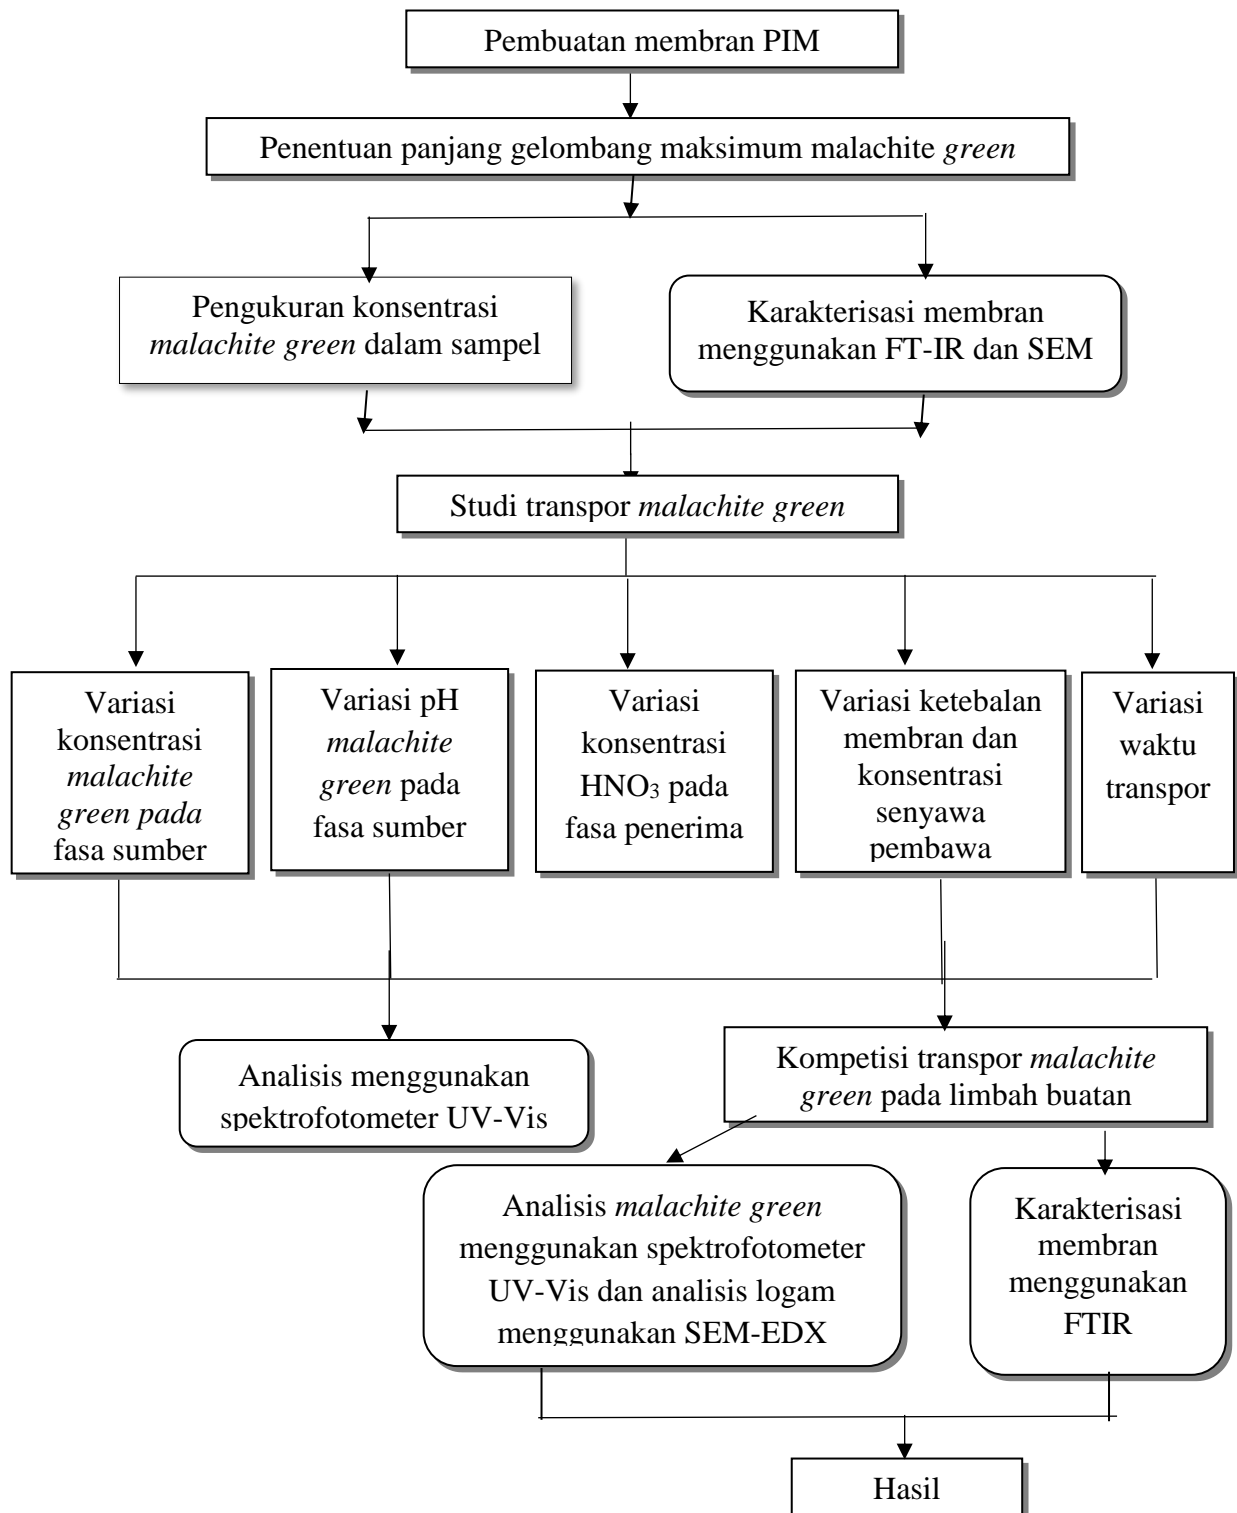 Pembuatan membran PIM
Penentuan panjang gelombang maksimum malachite green
Pengukuran konsentrasi
malachite green dalam sampel
Karakterisasi membran
menggunakan FT-IR dan SEM
Studi transpor malachite green
Variasi
konsentrasi
malachite
green pada
fasa sumber
Variasi pH
malachite
green pada
fasa sumber
Variasi
konsentrasi
HNO₃ pada
fasa penerima
Variasi ketebalan
membran dan
konsentrasi
senyawa
pembawa
Variasi
waktu
transpor
Analisis menggunakan
spektrofotometer UV-Vis
Kompetisi transpor malachite
green pada limbah buatan
Analisis malachite green
menggunakan spektrofotometer
UV-Vis dan analisis logam
menggunakan SEM-EDX
Karakterisasi
membran
menggunakan
FTIR
Hasil